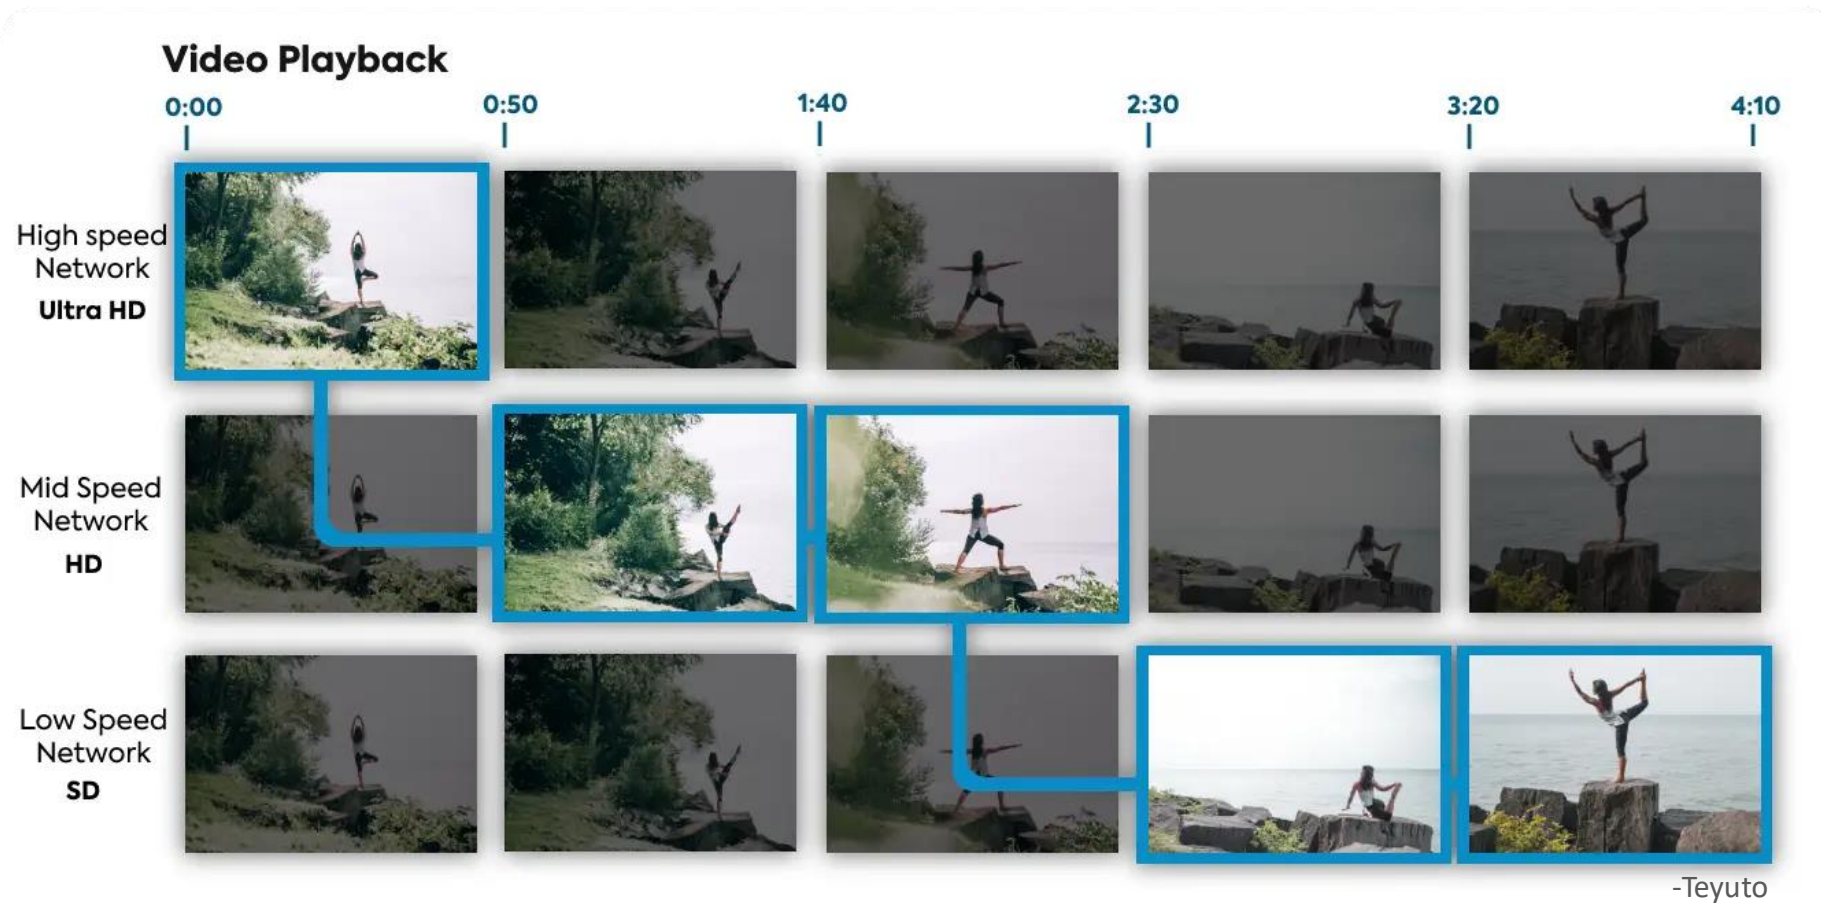 Video Playback
0:00 0:50 1:40 2:30 3:20 4:10
High speed
Network
Ultra HD
Mid Speed
Network
HD
Low Speed
Network
SD
-Teyuto